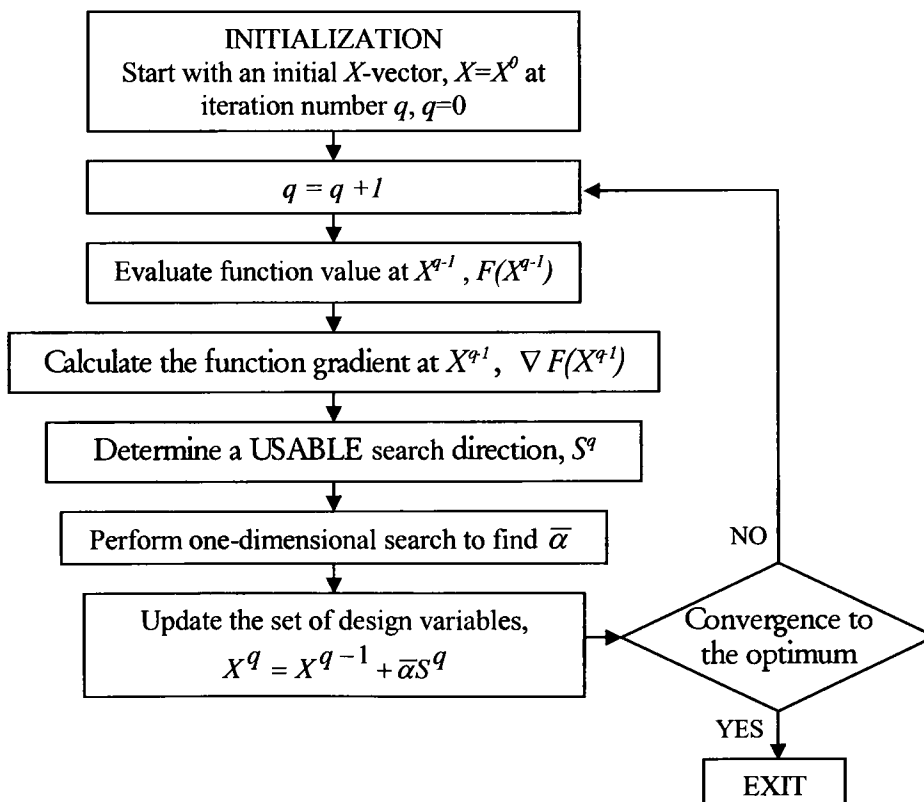 INITIALIZATION
Start with an initial X-vector, X=X⁰ at
iteration number q, q=0
q = q +1
Evaluate function value at X^{q-1} , F(X^{q-1})
Calculate the function gradient at X^{q-1}, ∇ F(X^{q-1})
Determine a USABLE search direction, S^q
Perform one-dimensional search to find α̅
Update the set of design variables,
X^q = X^{q-1} + α̅S^q
NO
Convergence to
the optimum
YES
EXIT